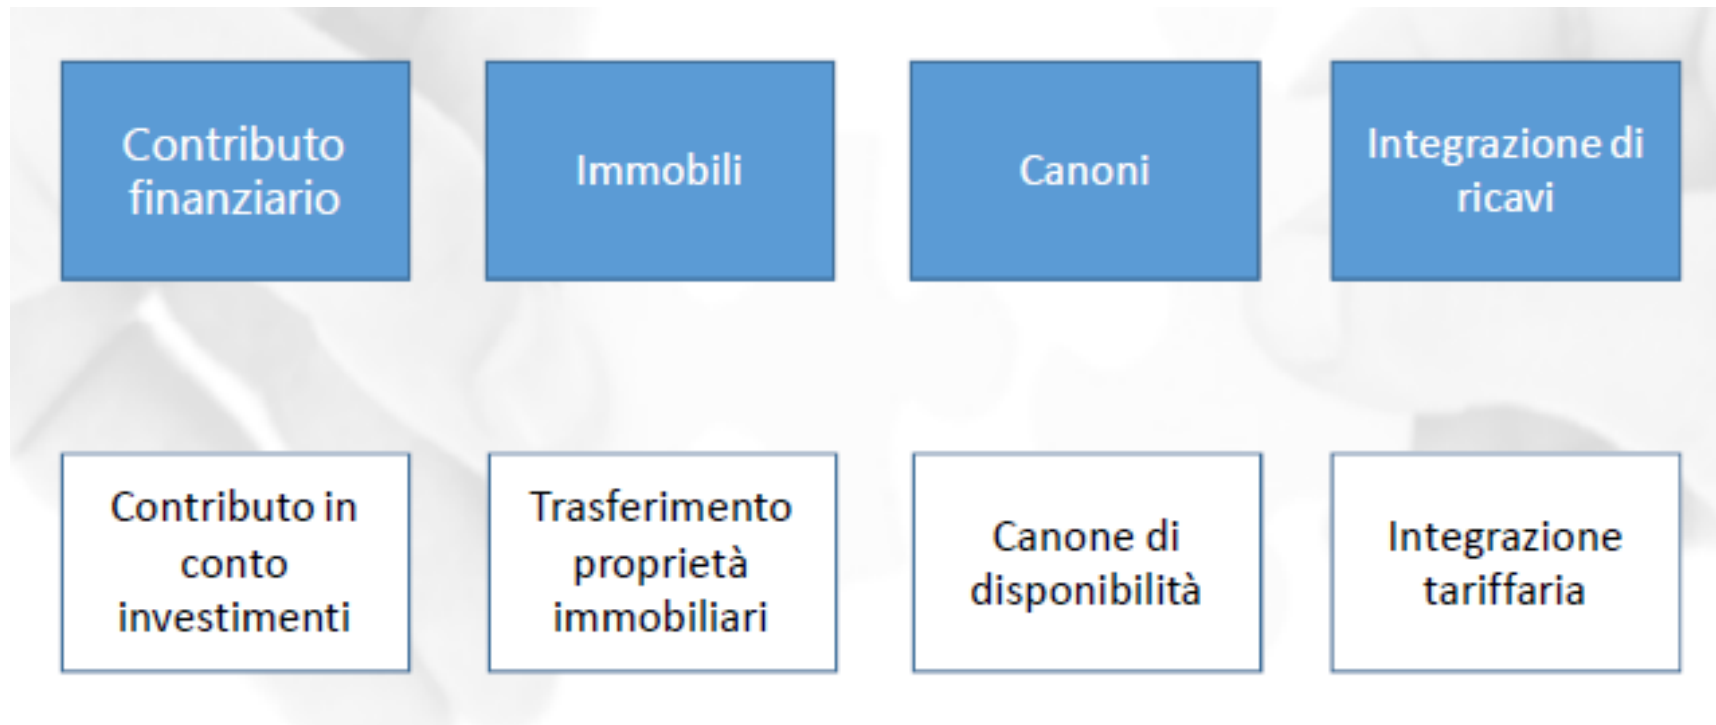 Contributo
finanziario
Immobili
Canoni
Integrazione di
ricavi
Contributo in
conto
investimenti
Trasferimento
proprietà
immobiliari
Canone di
disponibilità
Integrazione
tariffaria